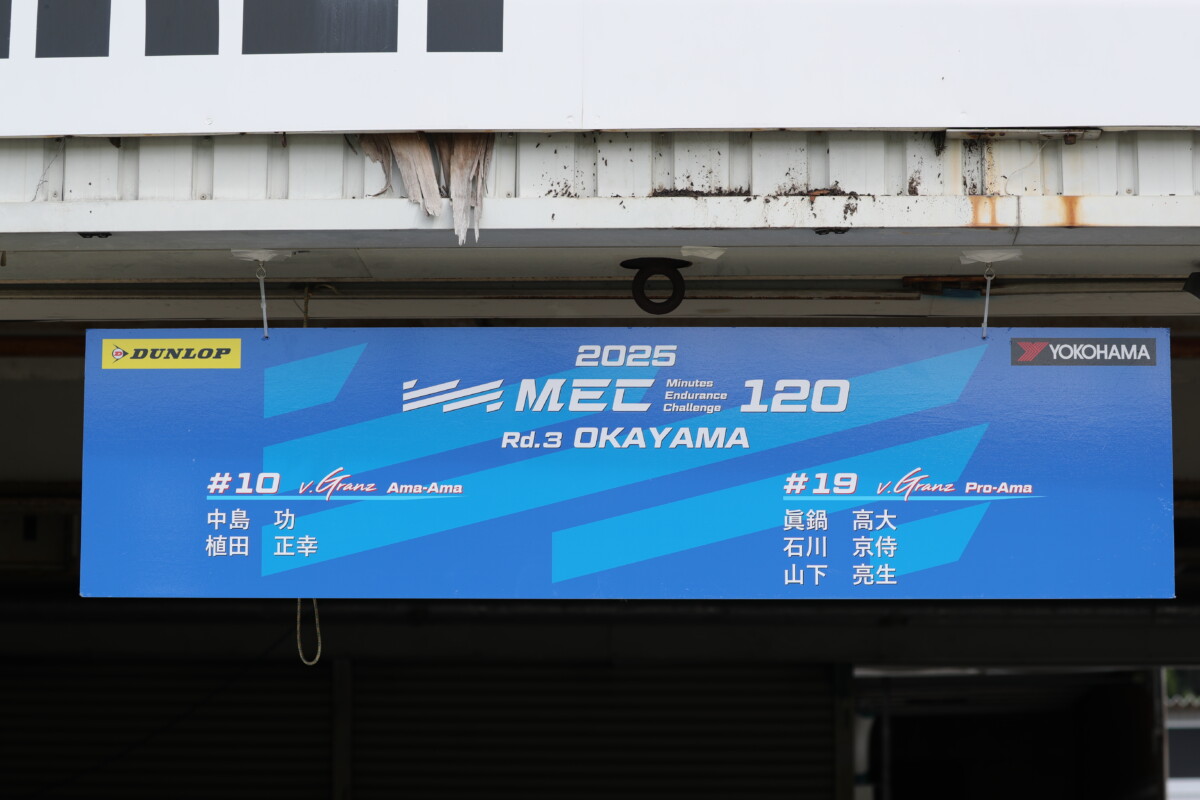 DUNLOP
YOKOHAMA
2025
MEC Minutes Endurance Challenge 120
Rd.3 OKAYAMA
#10 v.Granz Ama-Ama
中島 功
植田 正幸
#19 v.Granz Pro-Ama
眞鍋 高大
石川 京侍
山下 亮生